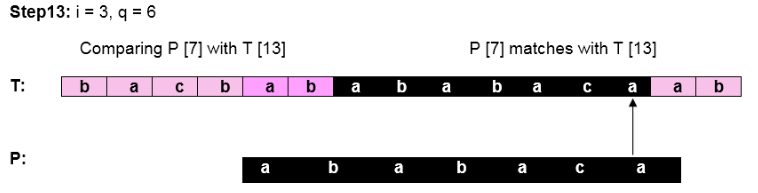 Step13: i = 3, q = 6
Comparing P [7] with T [13] P [7] matches with T [13]
T: b a c b a b a b a b a c a a b
P: a b a b a c a